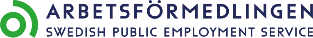 ARBETSFÖRMEDLINGEN
SWEDISH PUBLIC EMPLOYMENT SERVICE